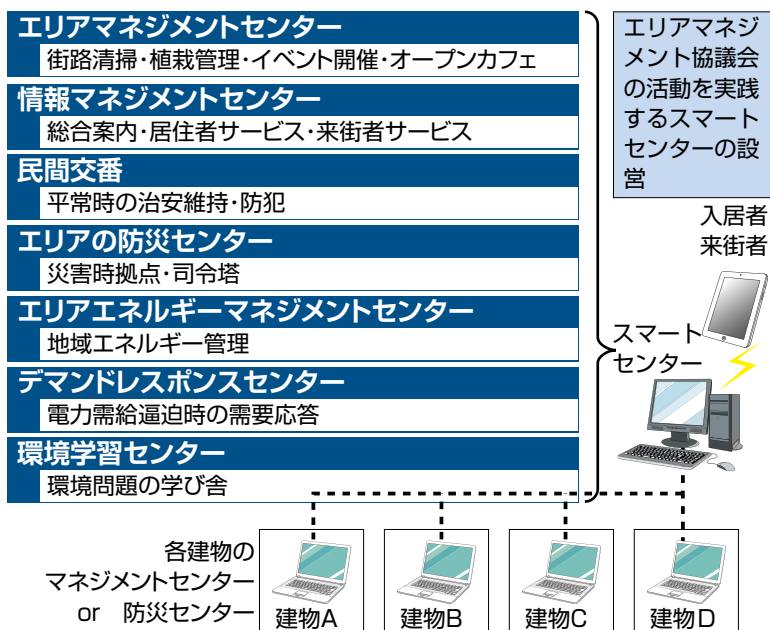 エリアマネジメントセンター
街路清掃・植栽管理・イベント開催・オープンカフェ
情報マネジメントセンター
総合案内・居住者サービス・来街者サービス
民間交番
平常時の治安維持・防犯
エリアの防災センター
災害時拠点・司令塔
エリアエネルギーマネジメントセンター
地域エネルギー管理
デマンドレスポンスセンター
電力需給逼迫時の需要応答
環境学習センター
環境問題の学び舎
エリアマネジ
メント協議会
の活動を実践
するスマート
センターの設
営
入居者
来街者
スマート
センター
各建物の
マネジメントセンター
or 防災センター
建物A
建物B
建物C
建物D